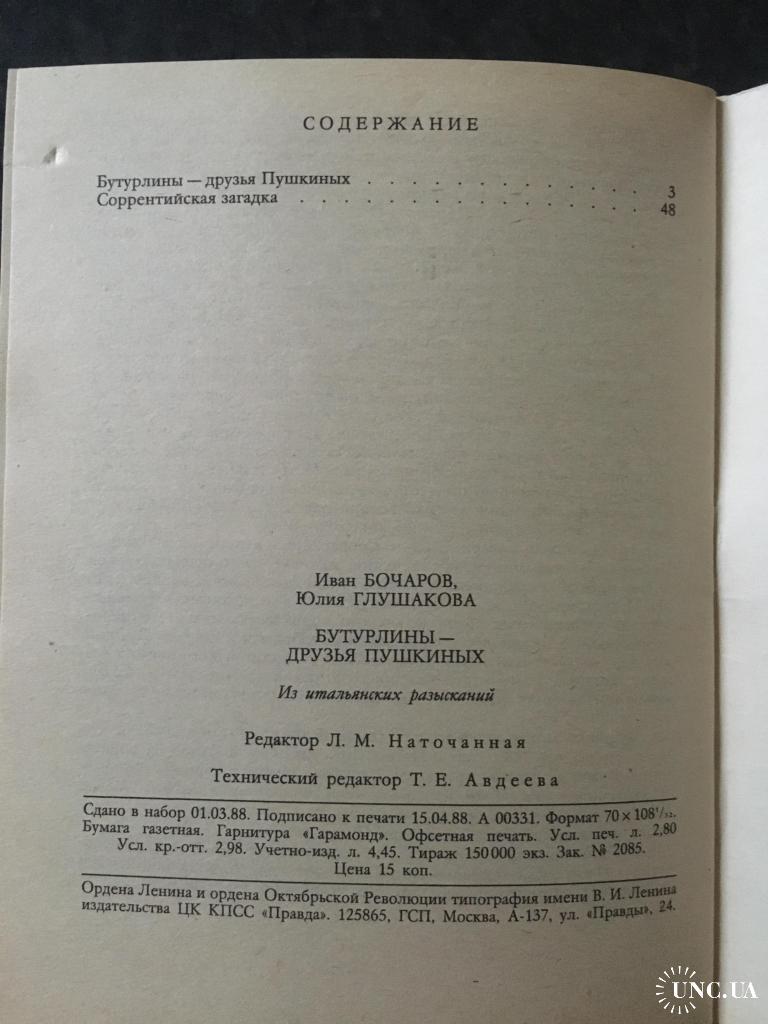 СОДЕРЖАНИЕ
Бутурлины — друзья Пушкиных . . . . . . . . . . . . . 3
Соррентийская загадка . . . . . . . . . . . . . . . . 48
Иван БОЧАРОВ,
Юлия ГЛУШАКОВА
БУТУРЛИНЫ —
ДРУЗЬЯ ПУШКИНЫХ
Из итальянских разысканий
Редактор Л. М. Наточанная
Технический редактор Т. Е. Авдеева
Сдано в набор 01.03.88. Подписано к печати 15.04.88. А 00331. Формат 70×108¹/₃₂.
Бумага газетная. Гарнитура «Гарамонд». Офсетная печать. Усл. печ. л. 2,80
Усл. кр.-отт. 2,98. Учетно-изд. л. 4,45. Тираж 150 000 экз. Зак. № 2085.
Цена 15 коп.
Ордена Ленина и ордена Октябрьской Революции типография имени В. И. Ленина
издательства ЦК КПСС «Правда». 125865, ГСП, Москва, А-137, ул. «Правды», 24.
UNC.UA